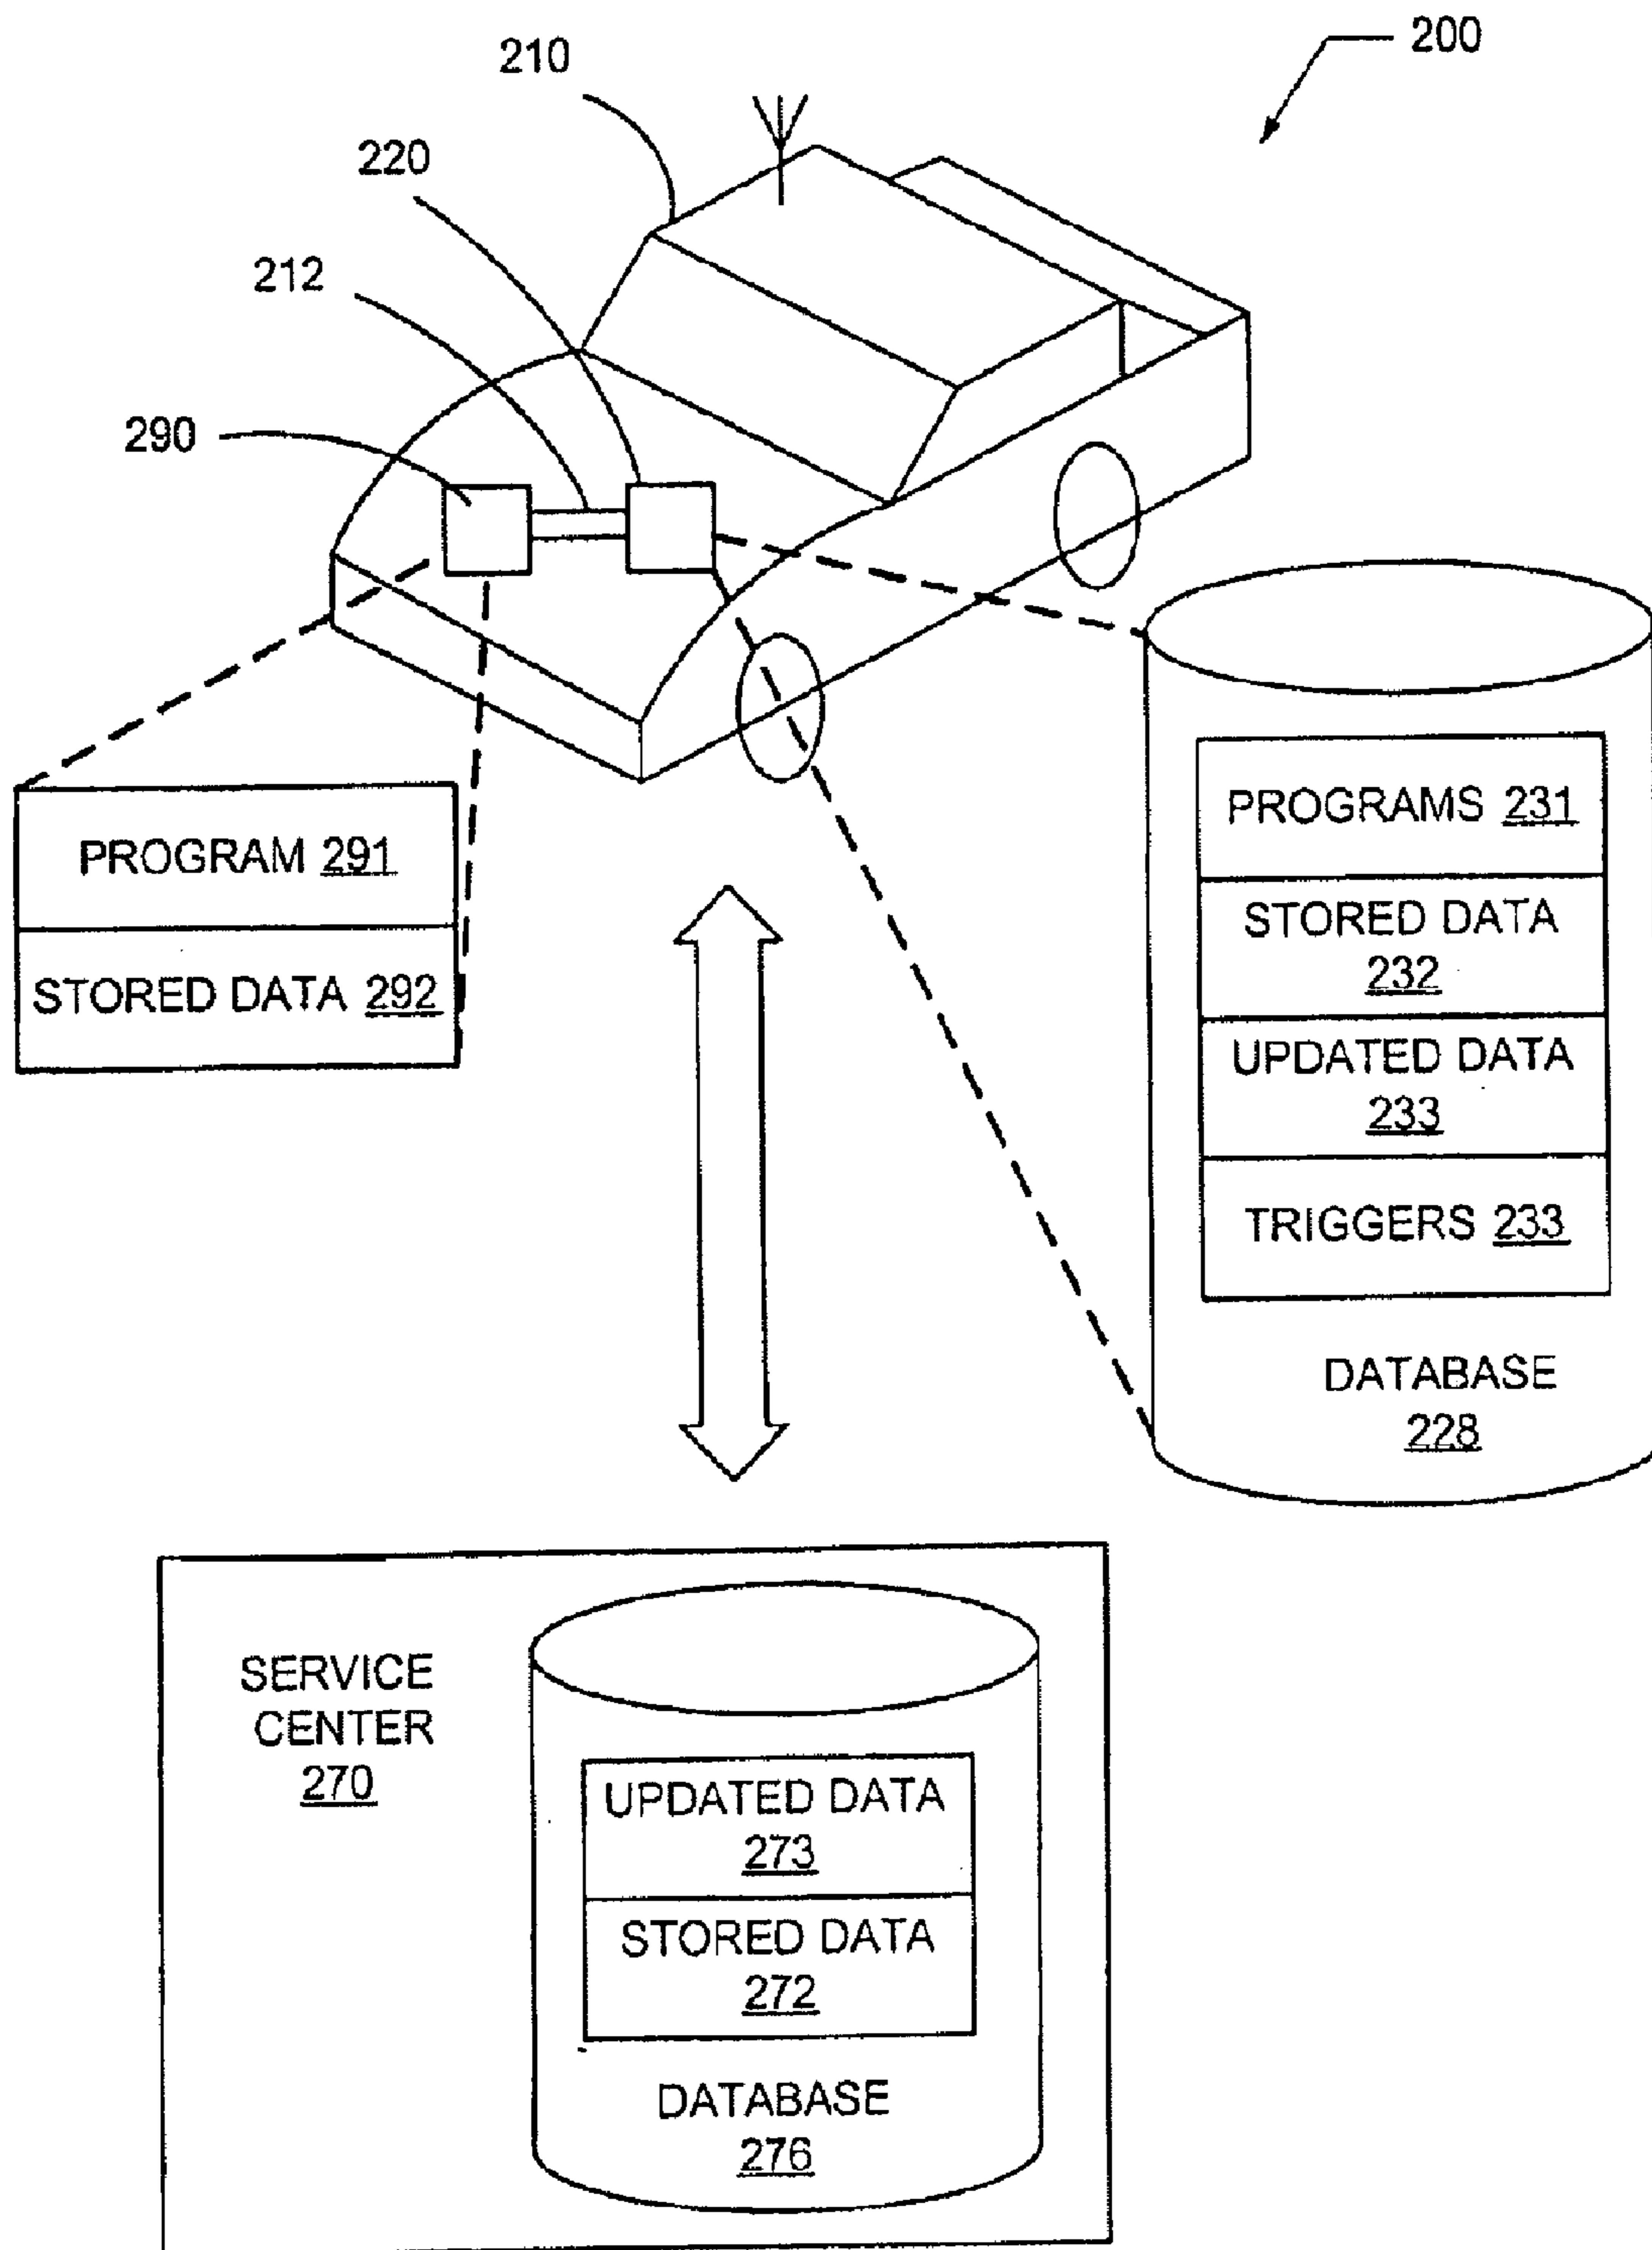 200
210
220
212
290
PROGRAM 291
STORED DATA 292
PROGRAMS 231
STORED DATA
232
UPDATED DATA
233
TRIGGERS 233
DATABASE
228
SERVICE
CENTER
270
UPDATED DATA
273
STORED DATA
272
DATABASE
276